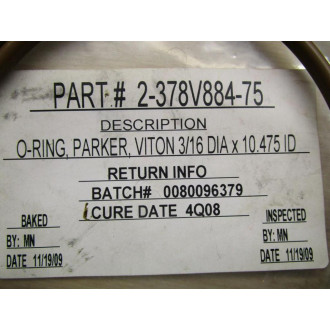 PART # 2-378V884-75
DESCRIPTION
O-RING, PARKER, VITON 3/16 DIA x 10.475 ID
RETURN INFO
BATCH# 0080096379
CURE DATE 4Q08
BAKED
BY: MN
DATE 11/19/09
INSPECTED
BY: MN
DATE 11/19/09